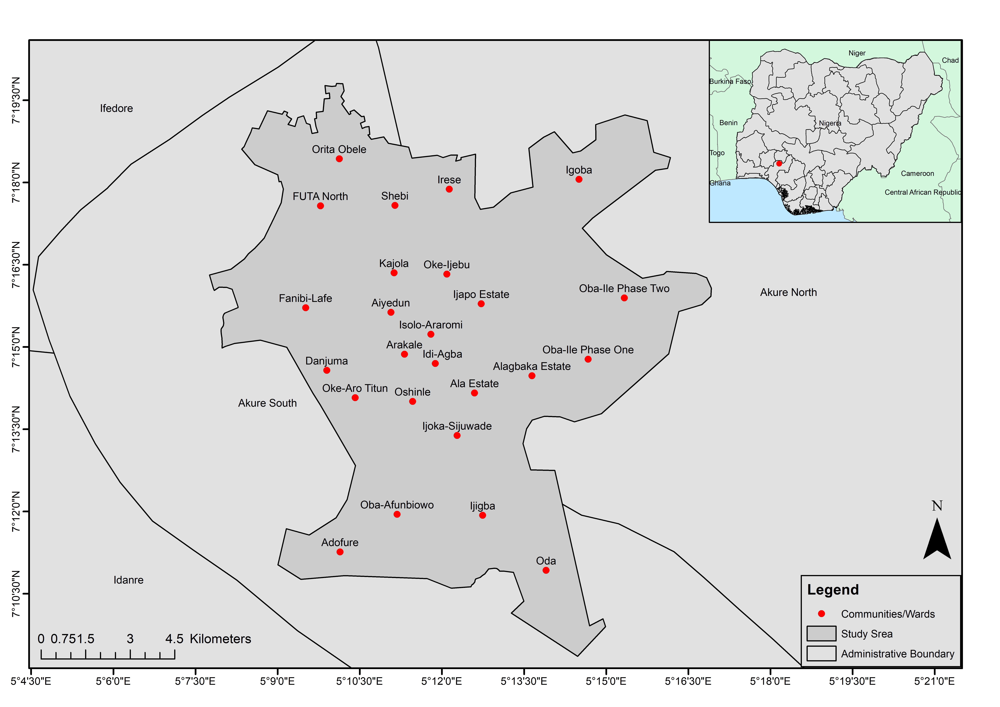 Niger
Chad
Burkina Faso
Benin
Nigeria
Togo
Ghana
Cameroon
Central African Republic
7°19'30"N
7°18'0"N
7°16'30"N
7°15'0"N
7°13'30"N
7°12'0"N
7°10'30"N
Ifedore
Orita Obele
Igoba
Irese
FUTA North
Shebi
Kajola
Oke-Ijebu
Oba-Ile Phase Two
Akure North
Ijapo Estate
Fanibi-Lafe
Aiyedun
Isolo-Araromi
Arakale
Oba-Ile Phase One
Idi-Agba
Danjuma
Alagbaka Estate
Ala Estate
Oke-Aro Titun
Oshinle
Akure South
Ijoka-Sijuwade
Oba-Afunbiowo
Ijigba
N
Adofure
Oda
Idanre
Legend
Communities/Wards
Study Srea
Administrative Boundary
0 0.75 1.5 3 4.5 Kilometers
5°4'30"E 5°6'0"E 5°7'30"E 5°9'0"E 5°10'30"E 5°12'0"E 5°13'30"E 5°15'0"E 5°16'30"E 5°18'0"E 5°19'30"E 5°21'0"E